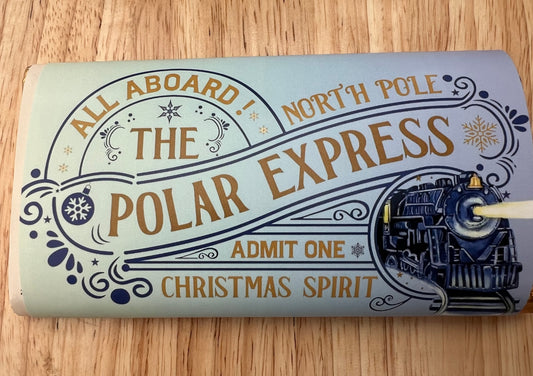 ALL ABOARD!
NORTH POLE
THE
POLAR EXPRESS
ADMIT ONE
CHRISTMAS SPIRIT